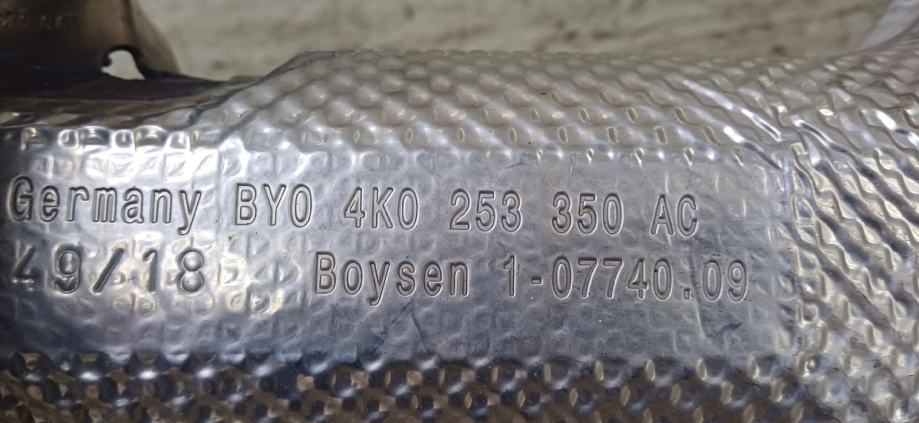 Germany BYO 4K0 253 350 AC
49/18 Boysen 1-07740.09